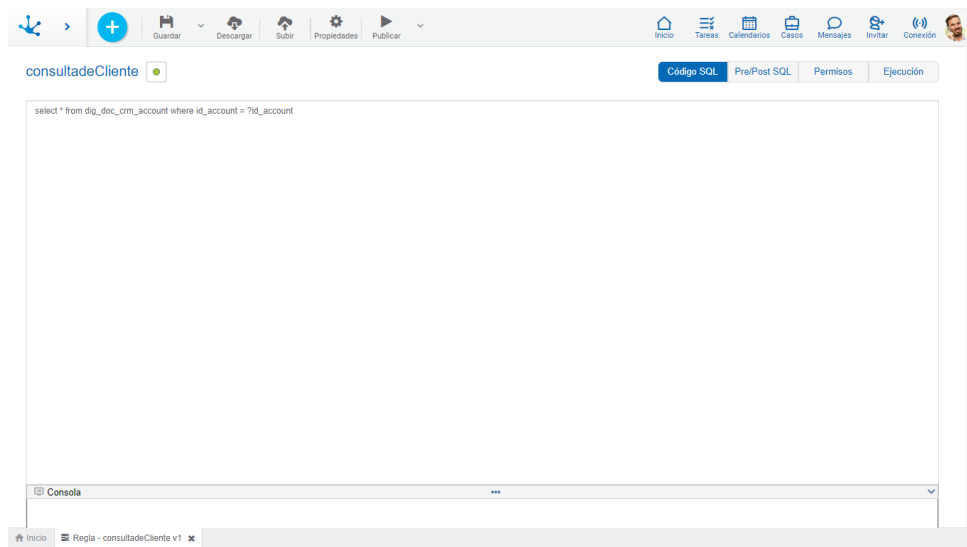 Guardar
Descargar
Subir
Propiedades
Publicar
Inicio
Tareas
Calendarios
Casos
Mensajes
Invitar
Conexión
consultadeCliente
Código SQL
Pre/Post SQL
Permisos
Ejecución
select * from dig_doc_crm_account where id_account = ?id_account
Consola
Inicio
Regla - consultadeCliente v1